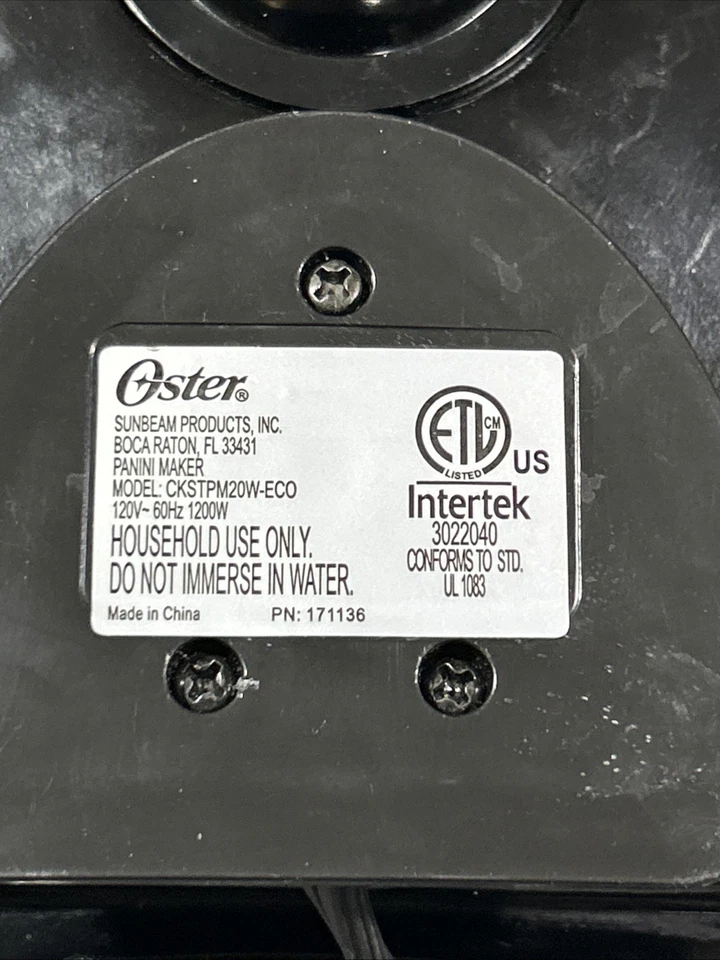 Oster®
SUNBEAM PRODUCTS, INC.
BOCA RATON, FL 33431
PANINI MAKER
MODEL: CKSTPM20W-ECO
120V~ 60Hz 1200W
HOUSEHOLD USE ONLY.
DO NOT IMMERSE IN WATER.
Made in China PN: 171136
ETL CM
LISTED US
Intertek
3022040
CONFORMS TO STD.
UL 1083